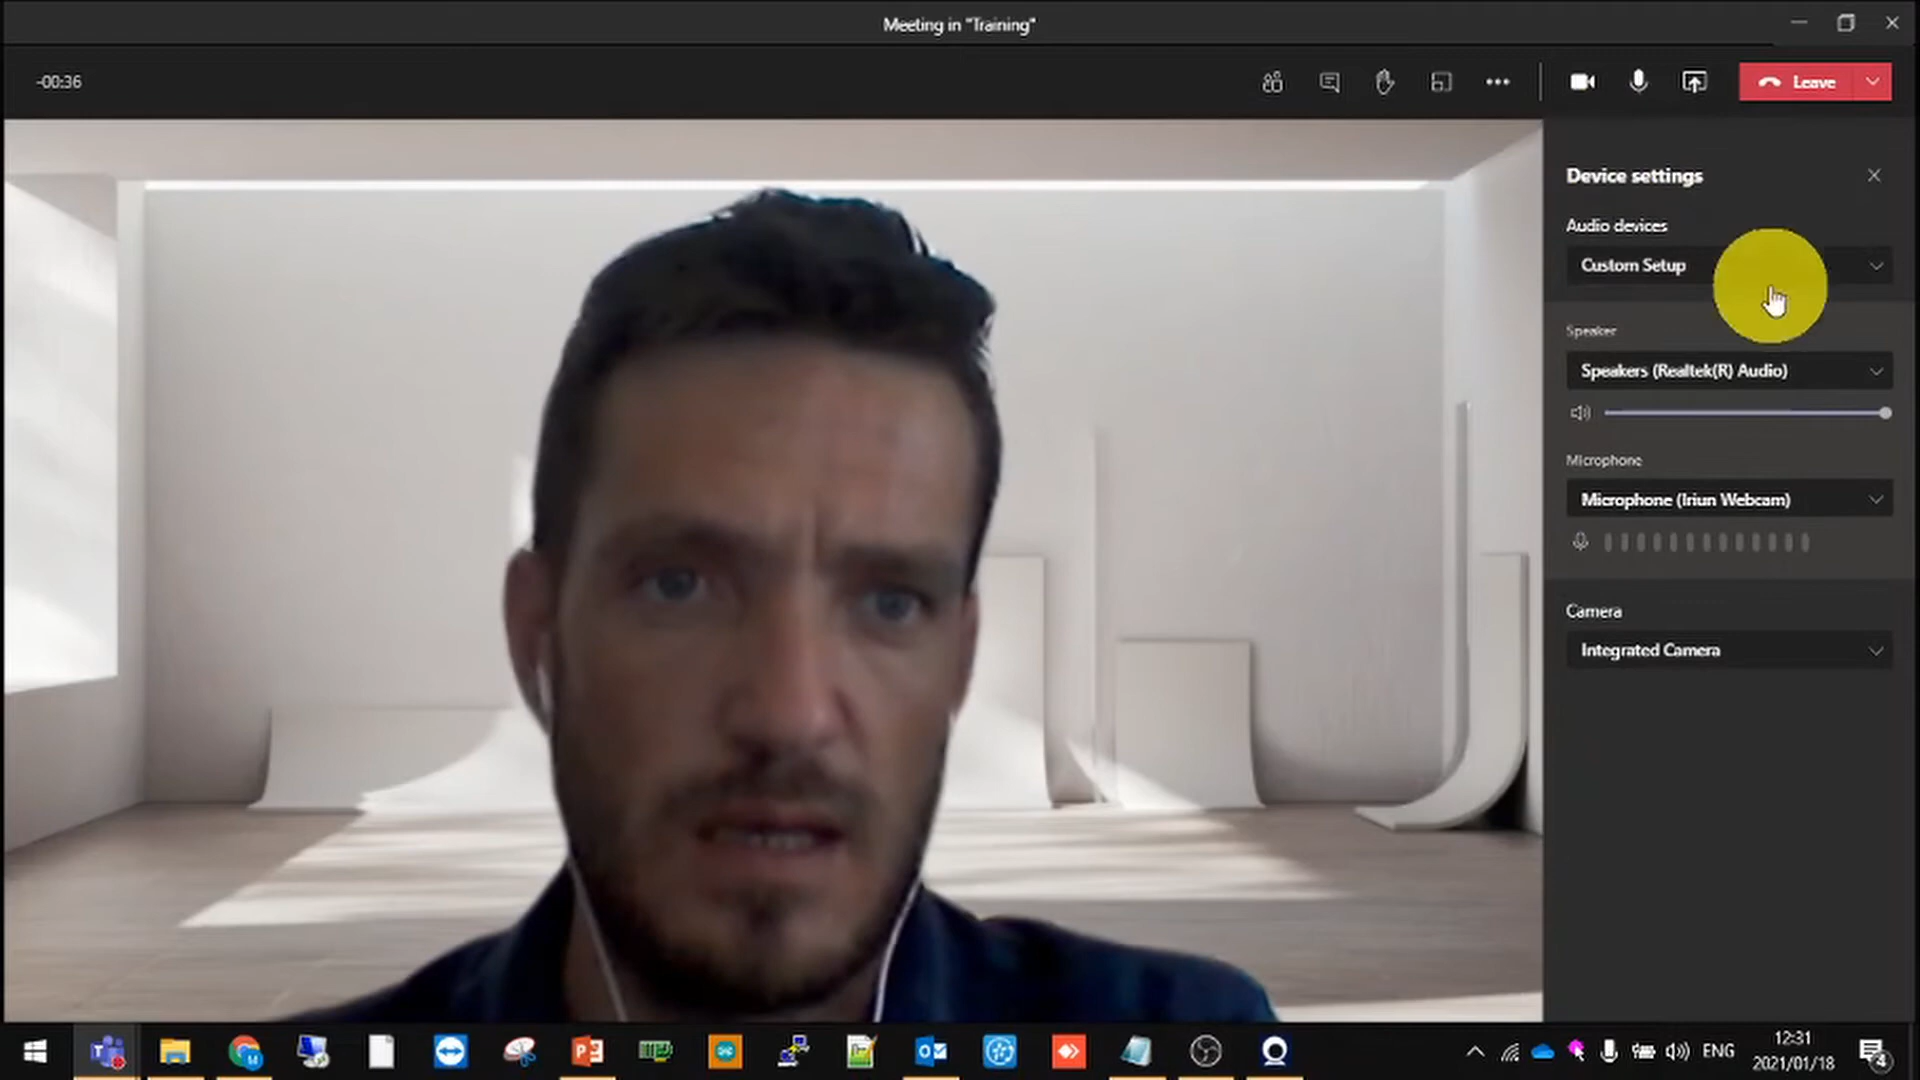 Meeting in "Training"
-00:36
Leave
Device settings
Audio devices
Custom Setup
Speaker
Speakers (Realtek(R) Audio)
Microphone
Microphone (Iriun Webcam)
Camera
Integrated Camera
ENG
12:31
2021/01/18
4